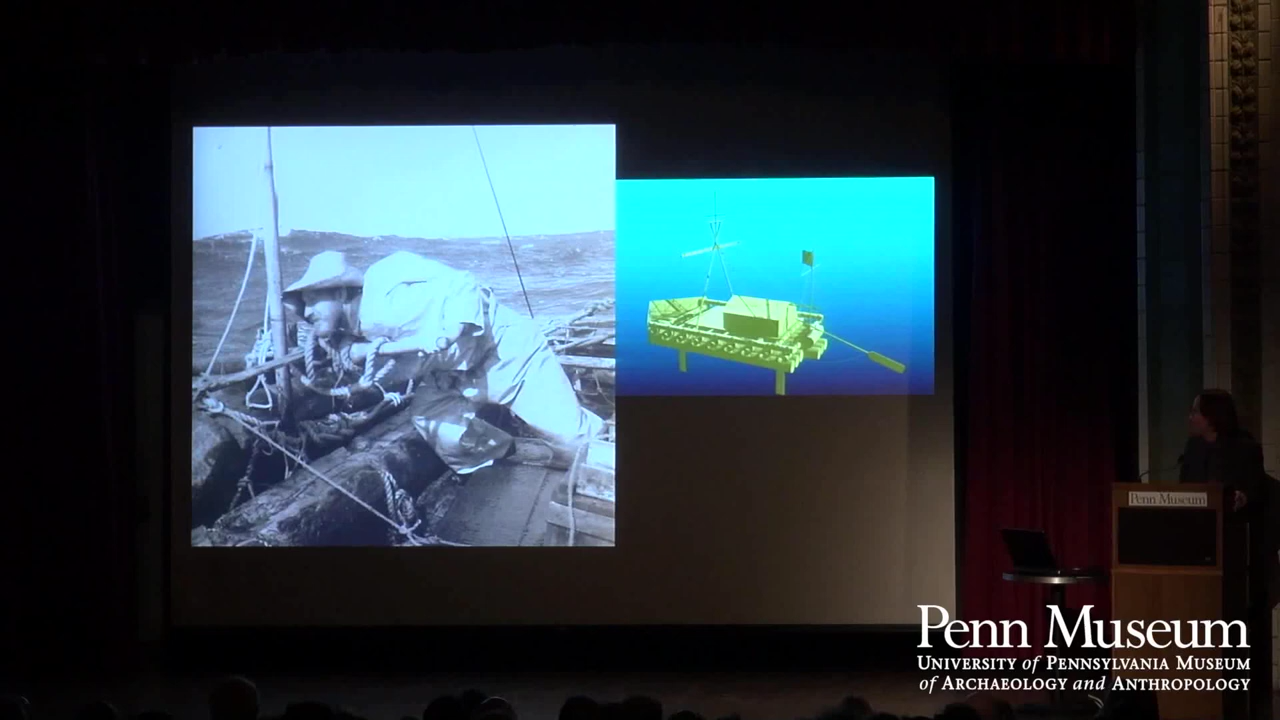 Penn Museum
Penn Museum
UNIVERSITY of PENNSYLVANIA MUSEUM
of ARCHAEOLOGY and ANTHROPOLOGY